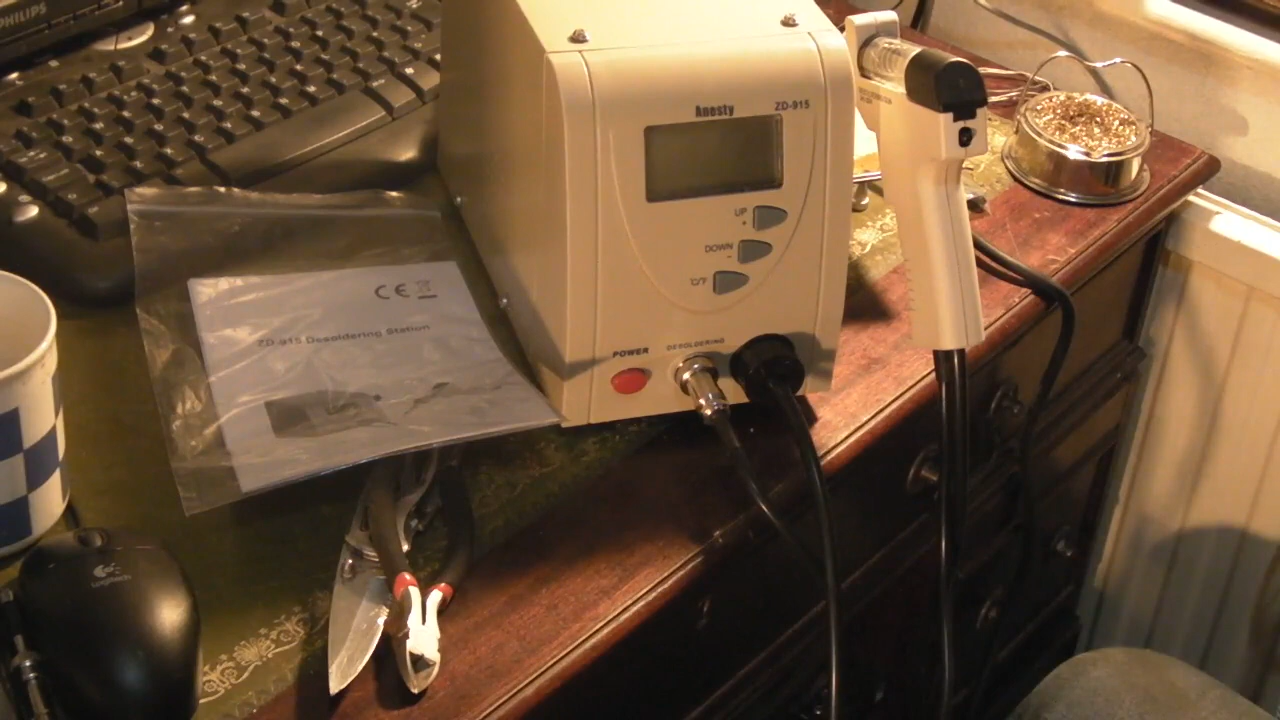 PHILIPS
Anesty
ZD-915
UP
+
DOWN
-
°C/°F
POWER
DESOLDERING
CE
ZD-915 Desoldering Station
Logitech